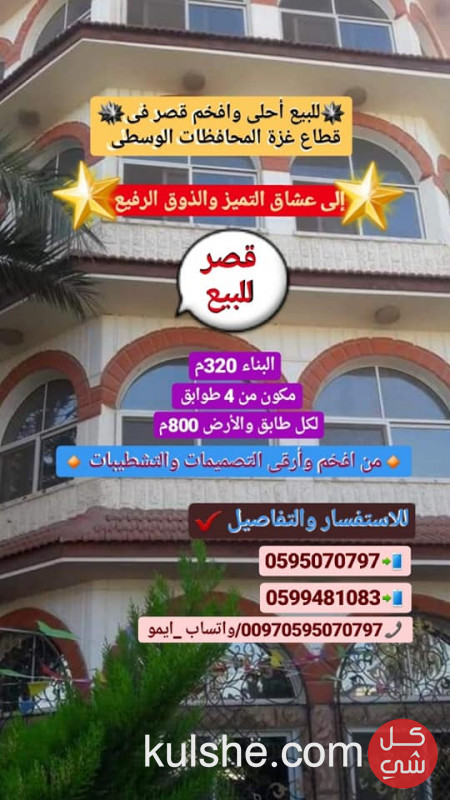 للبيع أحلى وافخم قصر فى
قطاع غزة المحافظات الوسطى
إلى عشاق التميز والذوق الرفيع
قصر
للبيع
البناء 320م
مكون من 4 طوابق
لكل طابق والأرض 800م
من افخم وأرقى التصميمات والتشطيبات
للاستفسار والتفاصيل
0595070797
0599481083
00970595070797/واتساب _ايمو
kulshe.com
كل
شي